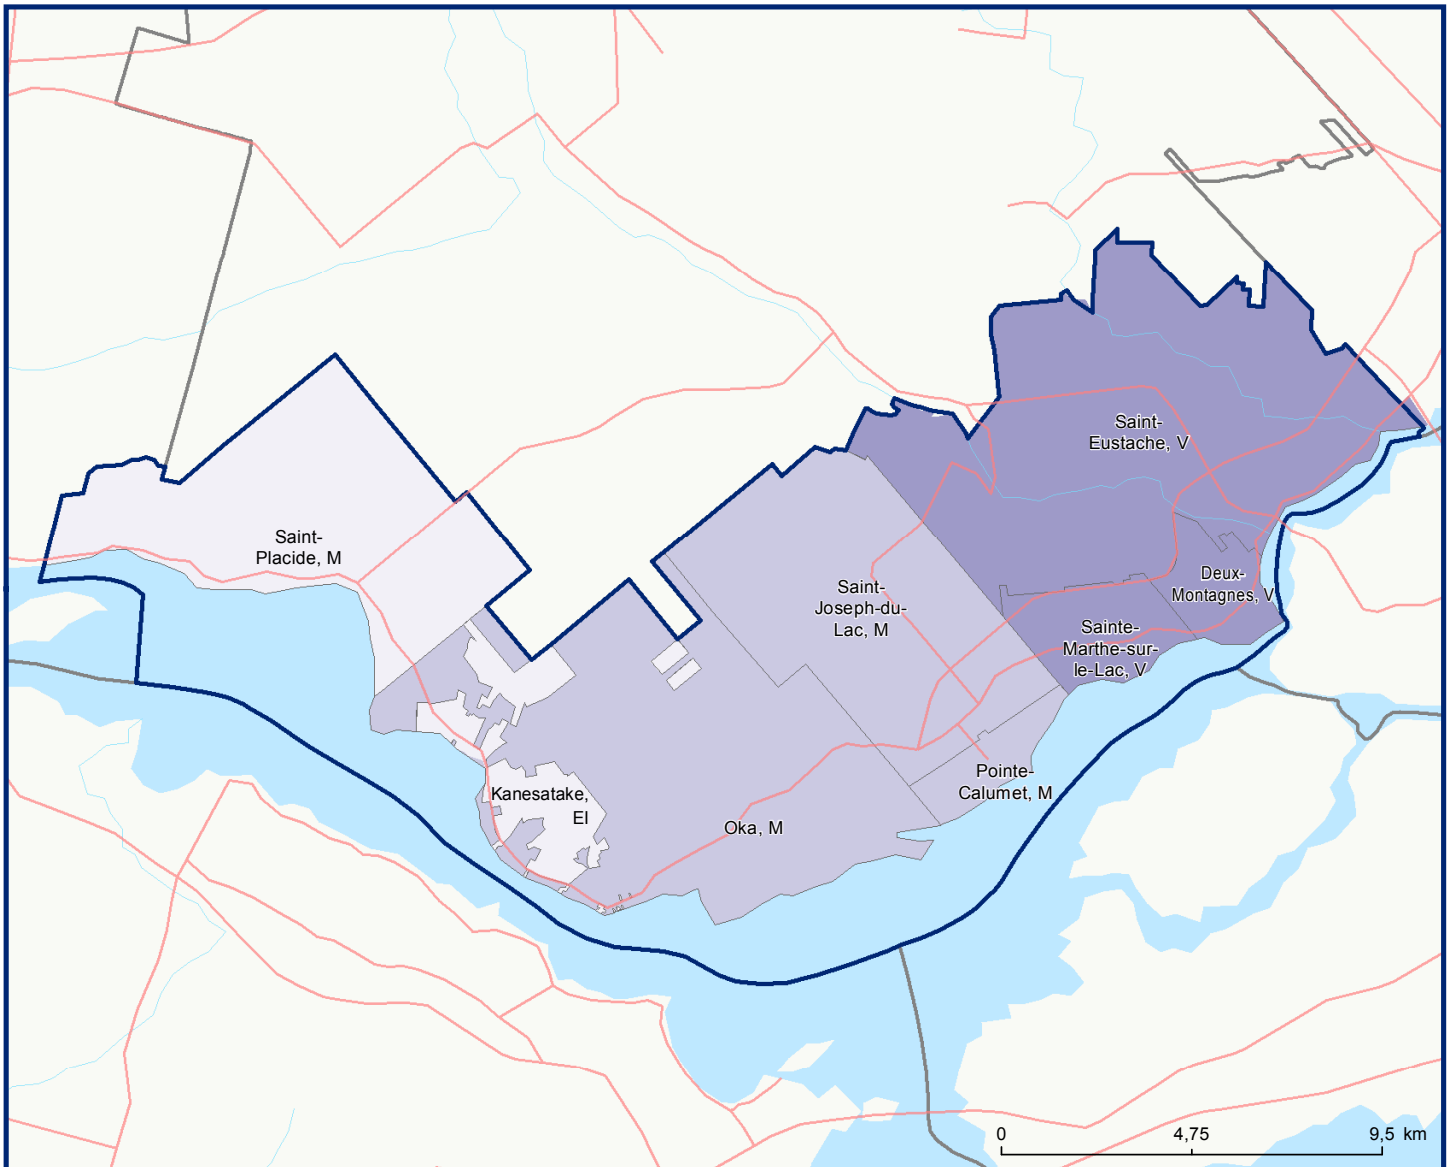 Saint-
Eustache, V
Saint-
Placide, M
Deux-
Montagnes, V
Saint-
Joseph-du-
Lac, M
Sainte-
Marthe-sur-
le-Lac, V
Pointe-
Calumet, M
Kanesatake,
EI
Oka, M
0 4,75 9,5 km